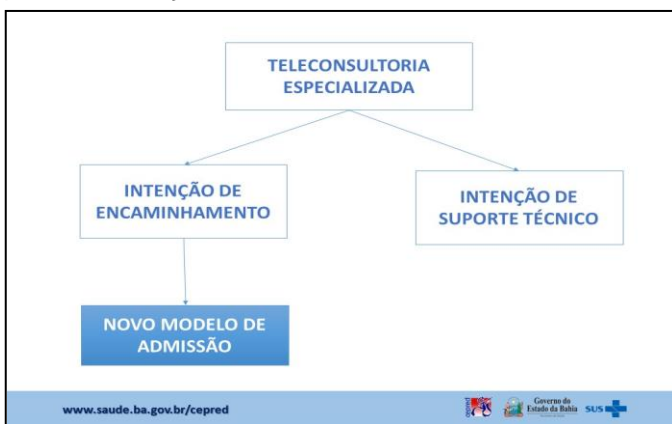 TELECONSULTORIA
ESPECIALIZADA
INTENÇÃO DE
ENCAMINHAMENTO
INTENÇÃO DE
SUPORTE TÉCNICO
NOVO MODELO DE
ADMISSÃO
www.saude.ba.gov.br/cepred
Governo do
Estado da Bahia
SUS